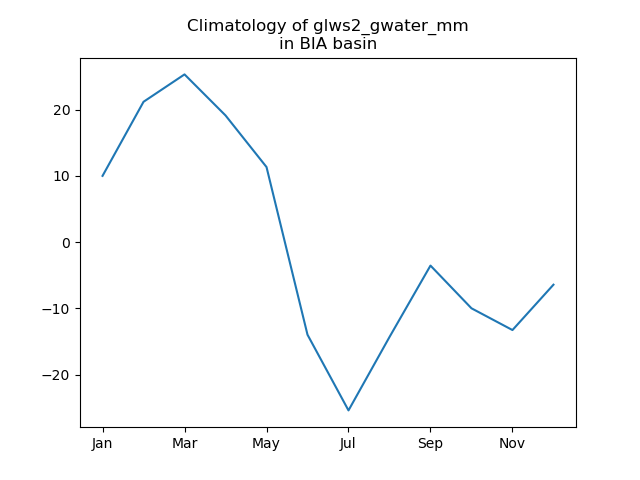 Climatology of glws2_gwater_mm
in BIA basin
20
10
0
−10
−20
Jan
Mar
May
Jul
Sep
Nov